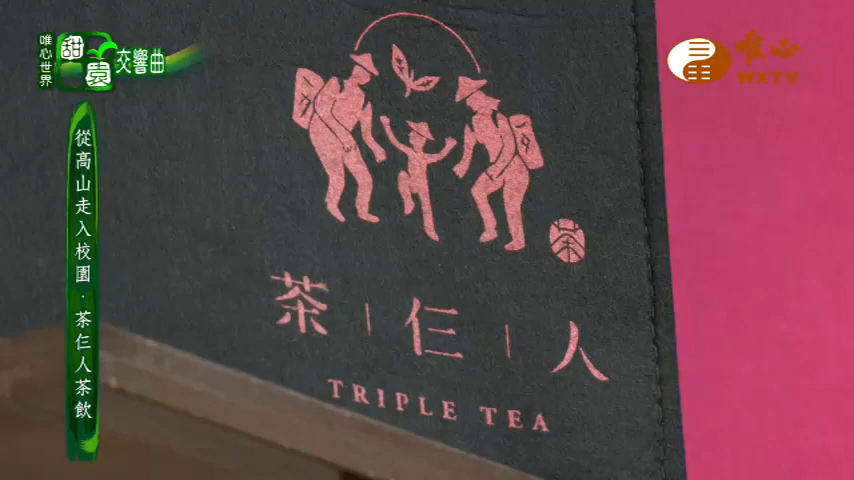 唯心世界
甜園交響曲
唯心
WXTV
從高山走入校園·茶仨人茶飲
茶
茶|仨|人
TRIPLE TEA